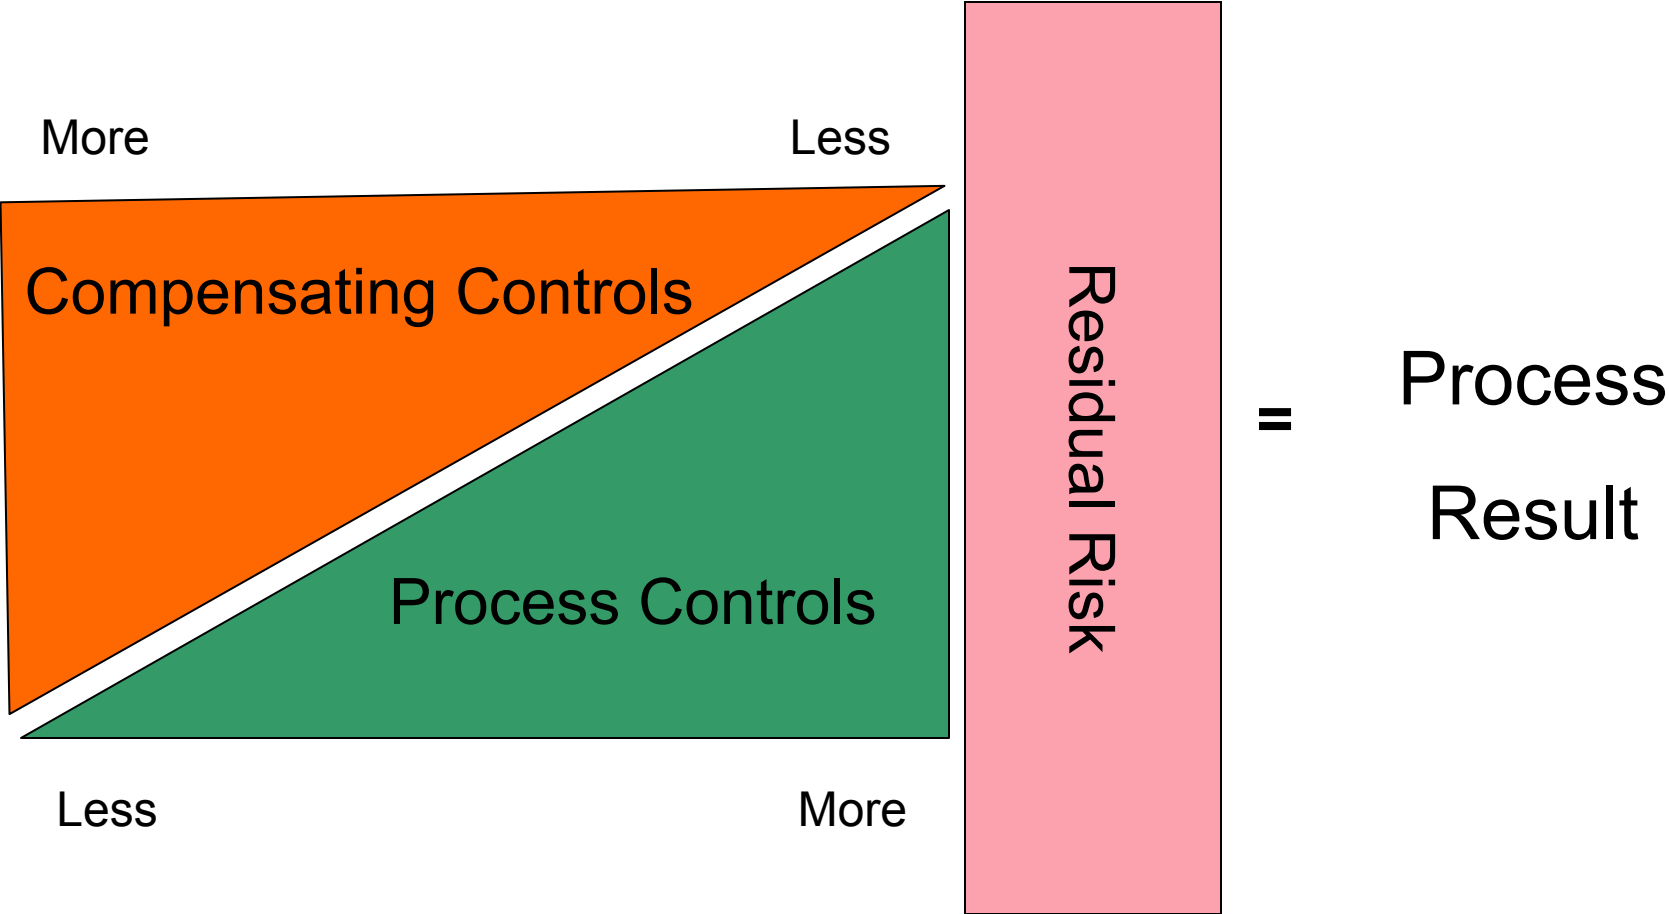 More
Less
Compensating Controls
Process Controls
Less
More
Residual Risk
=
Process
Result